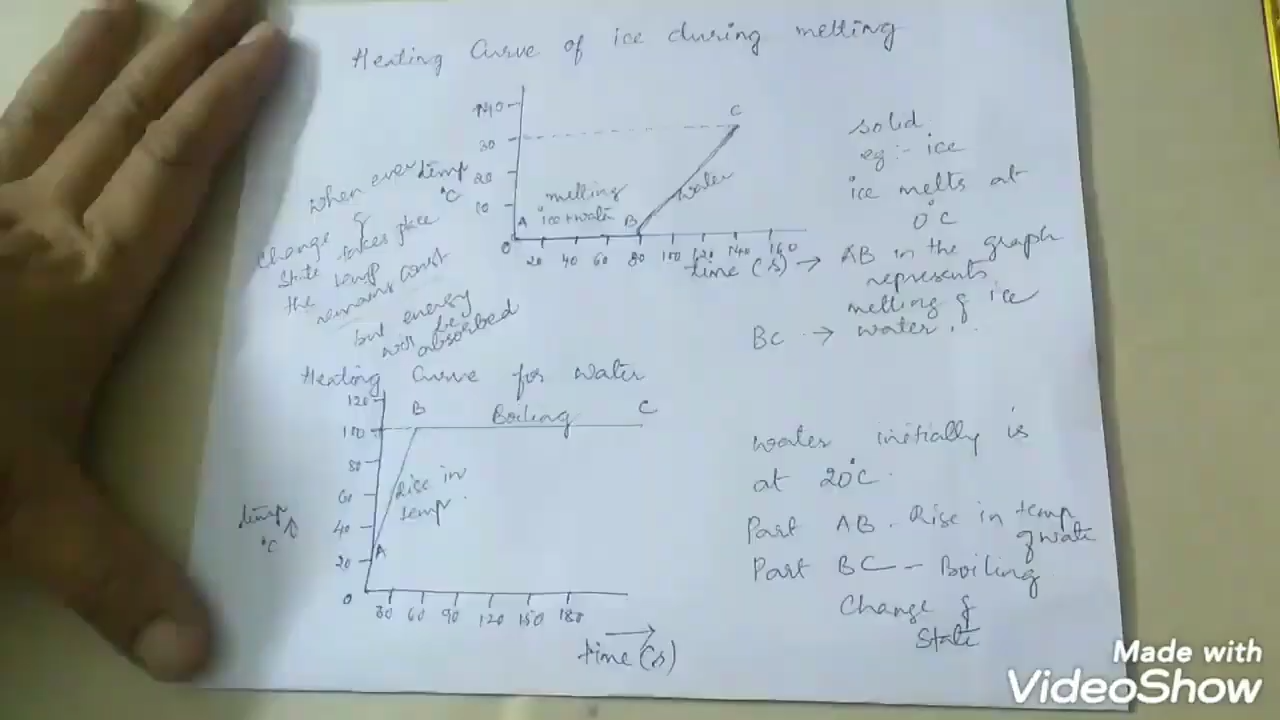 Heating Curve of ice during melting
140
30
20
10
0
temp
°C
A
melting
ice+water
B
water
C
20 40 60 80 100 120 140 160
time (s) →
when ever
change of
State takes place
the temp const
remains
but energy
will be
absorbed
solid
eg :- ice
ice melts at
0°C
AB in the graph
represents
melting of ice
BC → water
Heating Curve for water
120
100
80
60
40
20
0
temp
°C
A
B
Boiling
C
Rise in
temp.
30 60 90 120 150 180
time (s)
water initially is
at 20°C.
Part AB - Rise in temp
of water
Part BC - Boiling
Change of
State
Made with
VideoShow